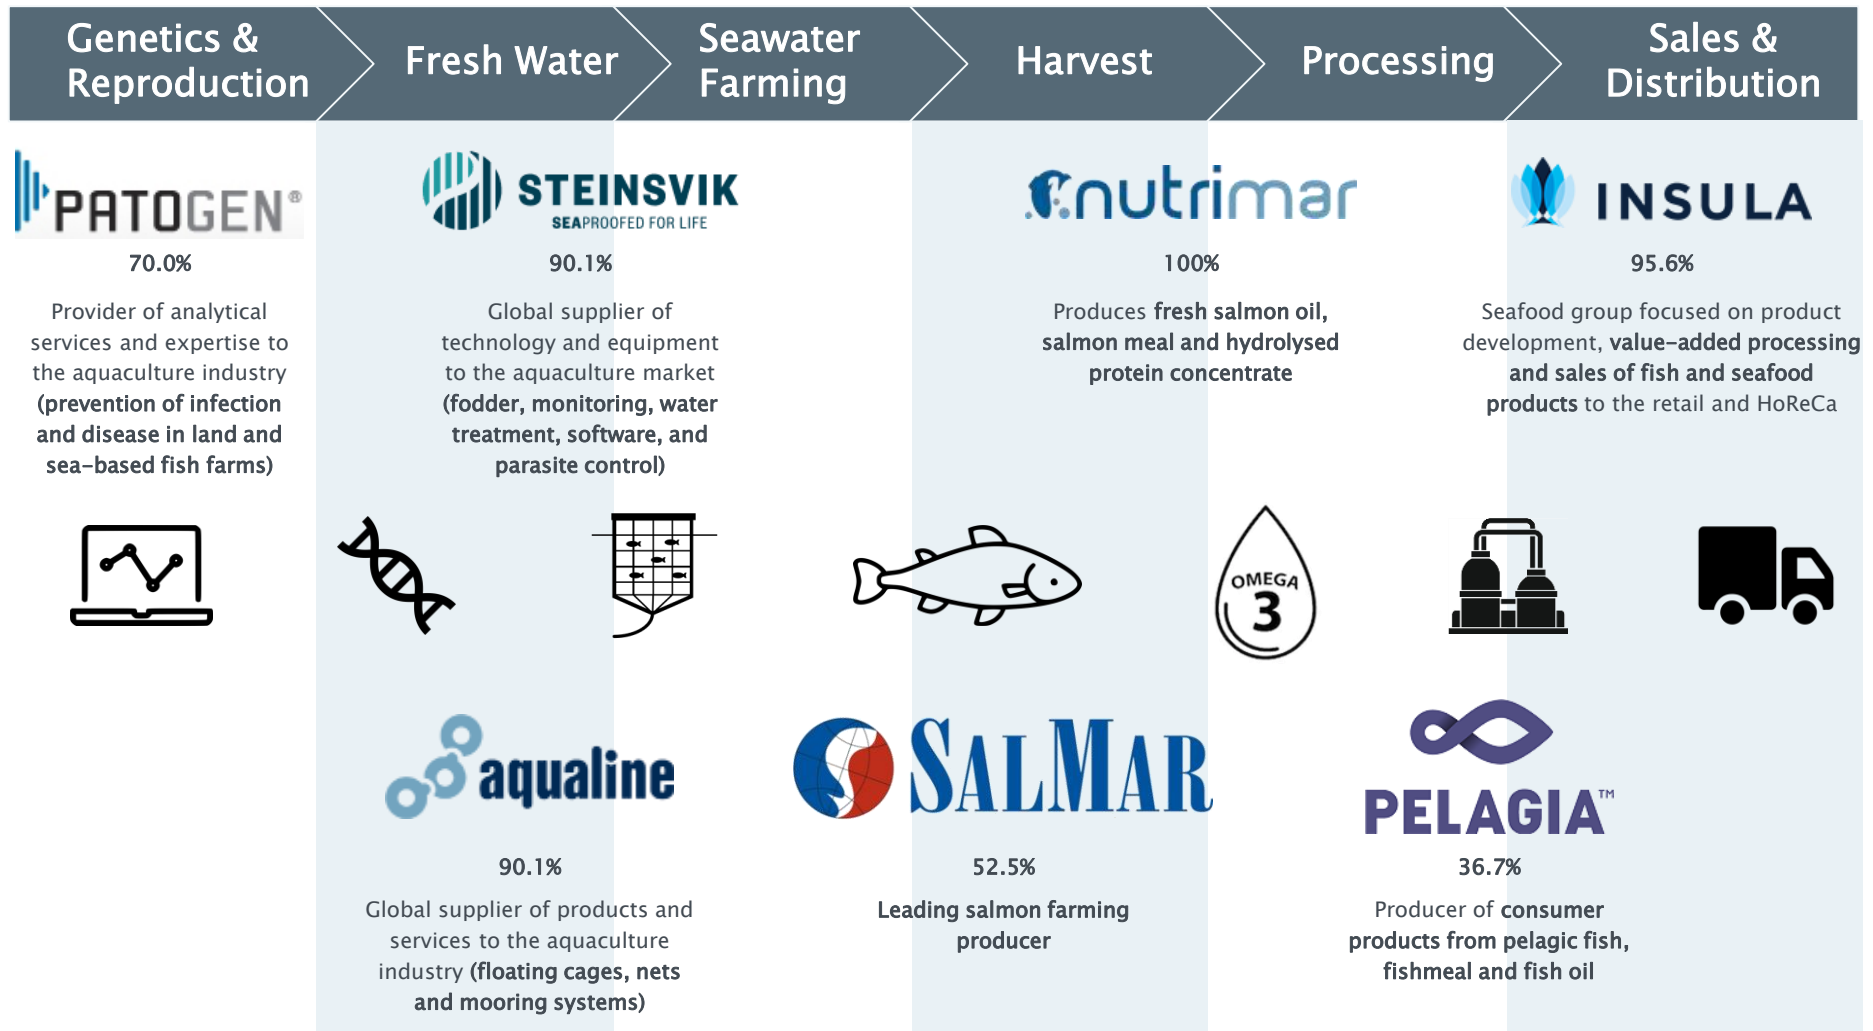 Genetics &
Reproduction
Fresh Water
Seawater
Farming
Harvest
Processing
Sales &
Distribution
PATOGEN®
70.0%
Provider of analytical
services and expertise to
the aquaculture industry
(prevention of infection
and disease in land and
sea-based fish farms)
STEINSVIK
SEAPROOFED FOR LIFE
90.1%
Global supplier of
technology and equipment
to the aquaculture market
(fodder, monitoring, water
treatment, software, and
parasite control)
nutrimar
100%
Produces fresh salmon oil,
salmon meal and hydrolysed
protein concentrate
INSULA
95.6%
Seafood group focused on product
development, value-added processing
and sales of fish and seafood
products to the retail and HoReCa
OMEGA
3
aqualine
90.1%
Global supplier of products and
services to the aquaculture
industry (floating cages, nets
and mooring systems)
SALMAR
52.5%
Leading salmon farming
producer
PELAGIA™
36.7%
Producer of consumer
products from pelagic fish,
fishmeal and fish oil